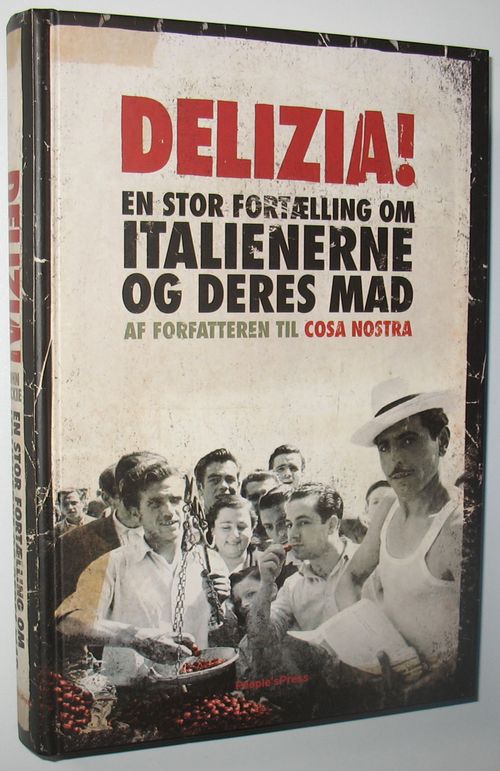 DELIZIA!
EN STOR FORTÆLLING OM
ITALIENERNE
OG DERES MAD
AF FORFATTEREN TIL COSA NOSTRA
People'sPress
DELIZIA!
EN STOR FORTÆLLING OM